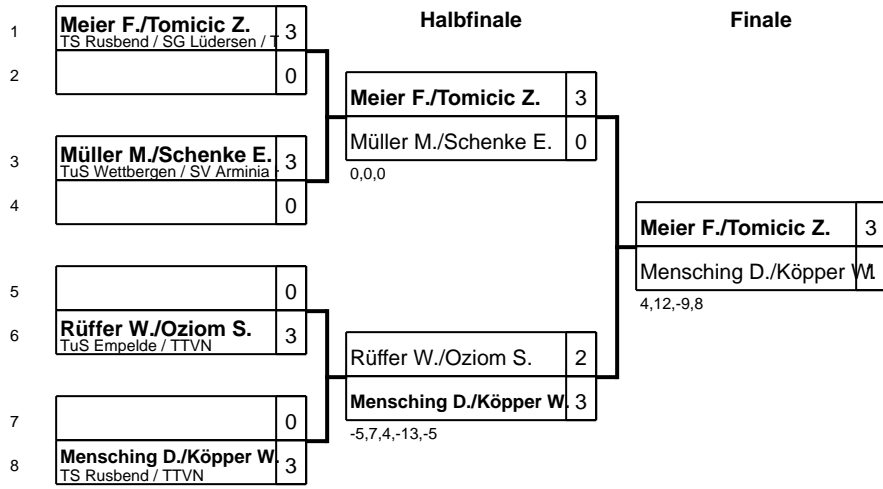 Halbfinale
Finale
1
Meier F./Tomicic Z. 3
TS Rusbend / SG Lüdersen / T
2
0
3
Müller M./Schenke E. 3
TuS Wettbergen / SV Arminia
4
0
5
0
6
Rüffer W./Oziom S. 3
TuS Empelde / TTVN
7
0
8
Mensching D./Köpper W. 3
TS Rusbend / TTVN
Meier F./Tomicic Z. 3
Müller M./Schenke E. 0
0,0,0
Rüffer W./Oziom S. 2
Mensching D./Köpper W. 3
-5,7,4,-13,-5
Meier F./Tomicic Z. 3
Mensching D./Köpper W.
4,12,-9,8